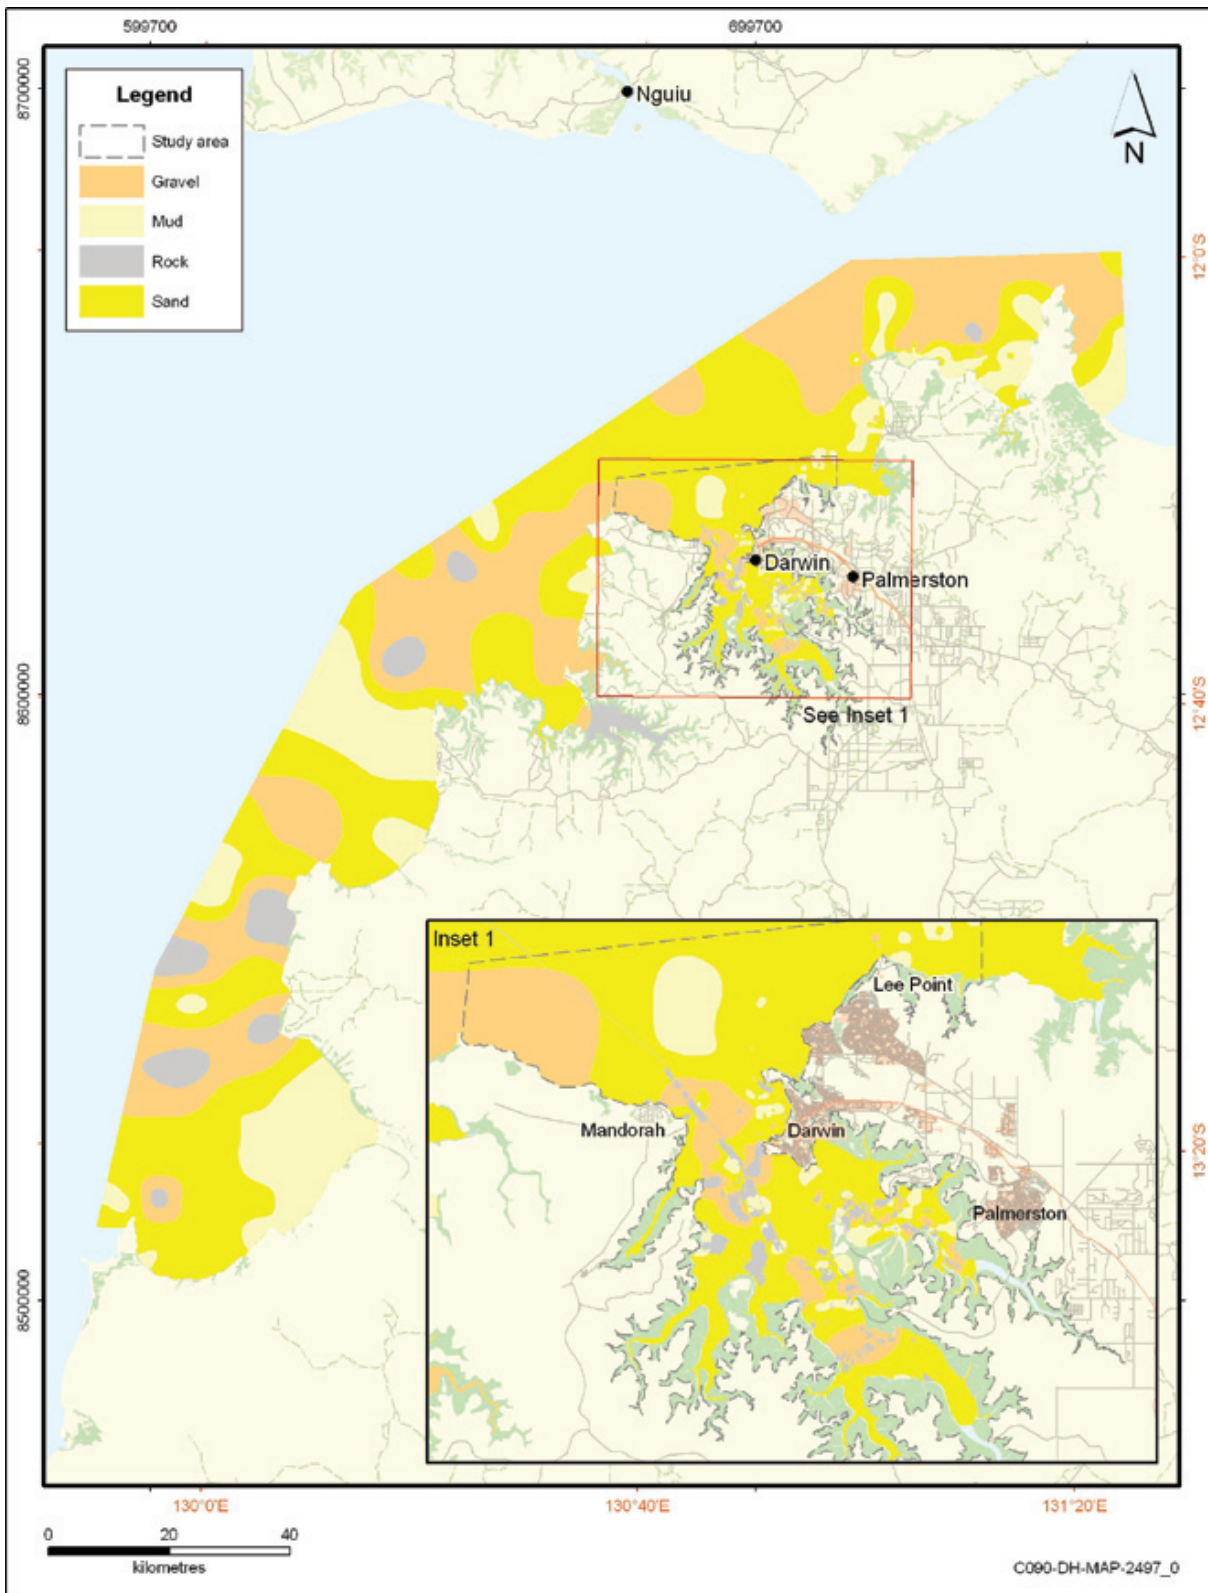 599700
699700
8700000
Legend
Study area
Gravel
Mud
Rock
Sand
Nguiu
N
12°0'S
Darwin
Palmerston
8600000
See Inset 1
12°40'S
Inset 1
Lee Point
Mandorah
Darwin
Palmerston
13°20'S
8500000
130°0'E
130°40'E
131°20'E
0 20 40
kilometres
C090-DH-MAP-2497_0